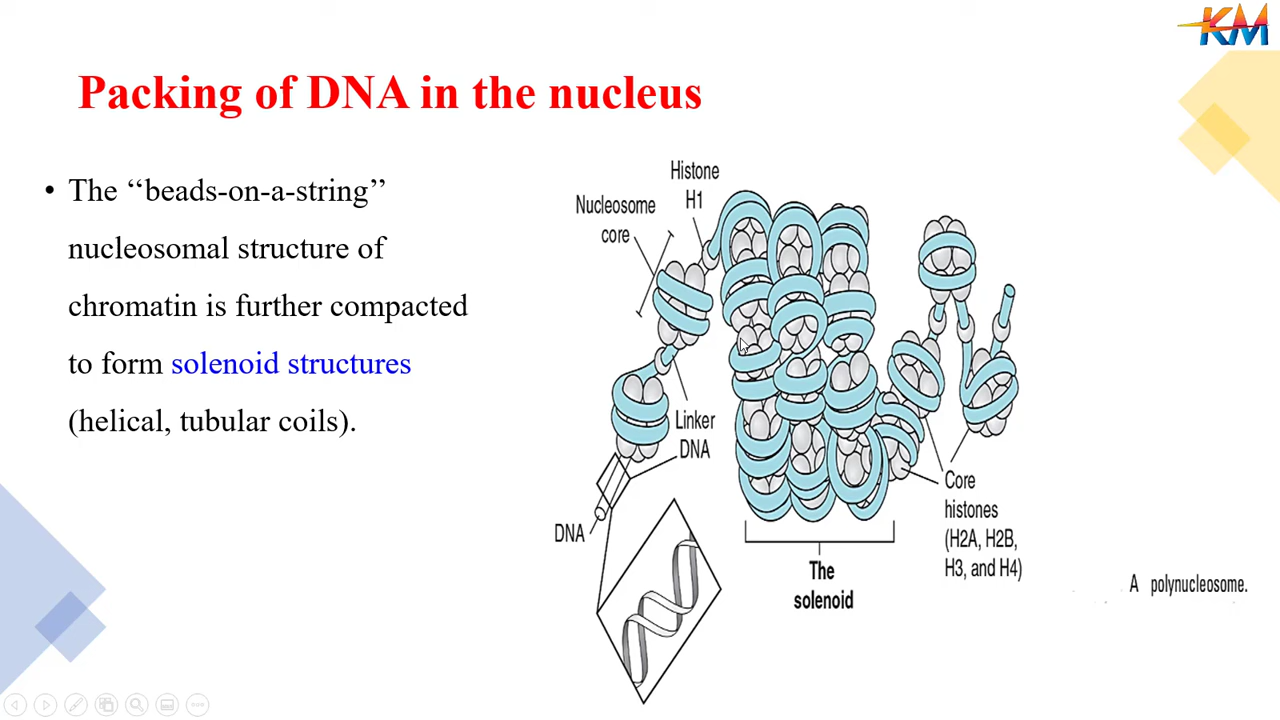 KM
Packing of DNA in the nucleus
• The ‘‘beads-on-a-string’’
nucleosomal structure of
chromatin is further compacted
to form solenoid structures
(helical, tubular coils).
Histone
H1
Nucleosome
core
Linker
DNA
DNA
Core
histones
(H2A, H2B,
H3, and H4)
The
solenoid
A polynucleosome.